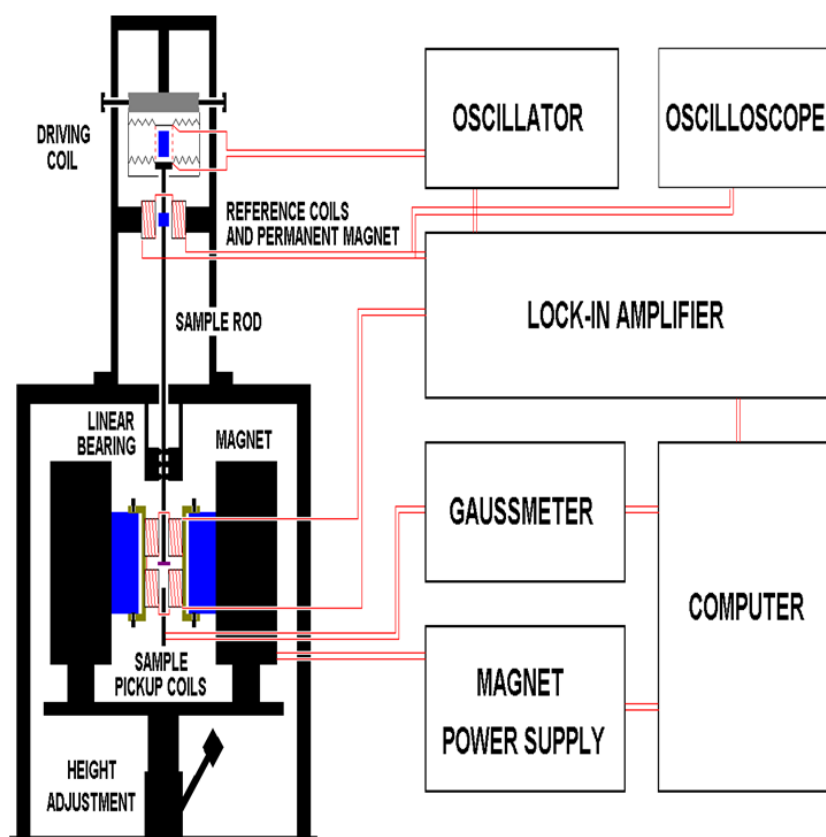 DRIVING
COIL
OSCILLATOR
OSCILLOSCOPE
REFERENCE COILS
AND PERMANENT MAGNET
LOCK-IN AMPLIFIER
SAMPLE ROD
LINEAR
BEARING
MAGNET
GAUSSMETER
COMPUTER
SAMPLE
PICKUP COILS
MAGNET
POWER SUPPLY
HEIGHT
ADJUSTMENT